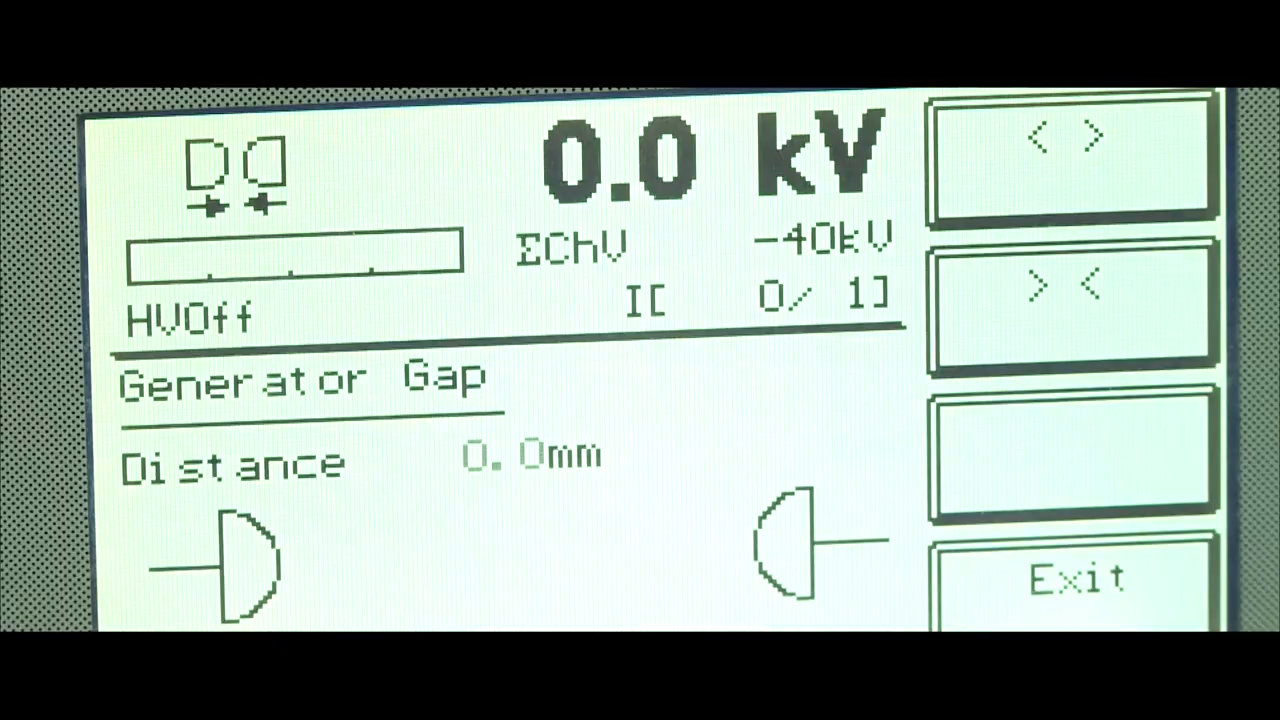 0.0 kV
ΣChV -40kV
I[ 0/ 1]
HVOff
Generator Gap
Distance 0.0mm
< >
> <
Exit